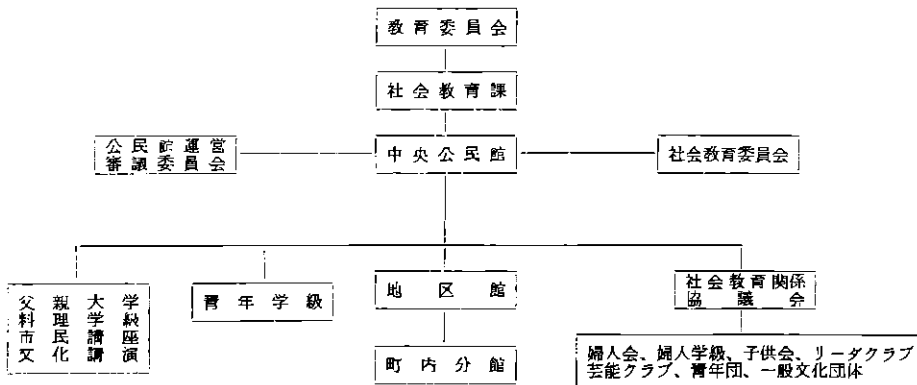 教育委員会
社会教育課
公民館運営
審議委員会
中央公民館
社会教育委員会
父親大学
料理学級
市民講座
文化講演
青年学級
地区館
社会教育関係
協議会
町内分館
婦人会、婦人学級、子供会、リーダクラブ
芸能クラブ、青年団、一般文化団体